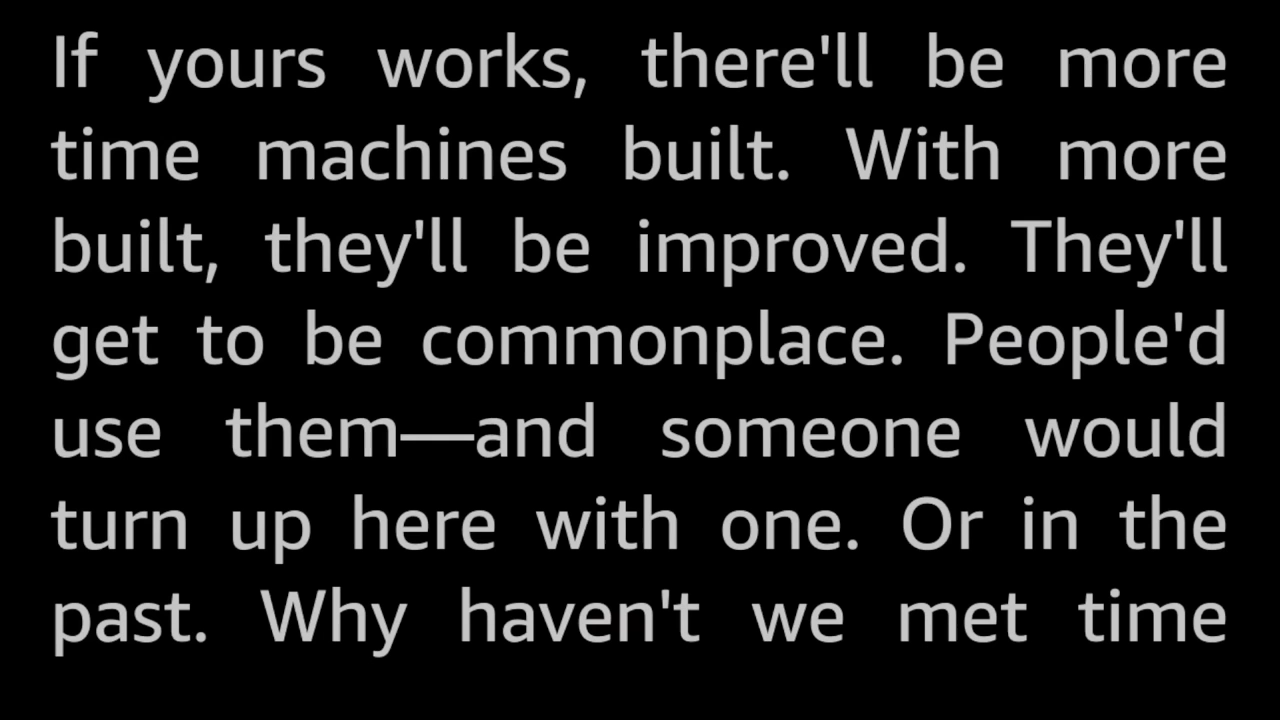 If yours works, there'll be more
time machines built. With more
built, they'll be improved. They'll
get to be commonplace. People'd
use them—and someone would
turn up here with one. Or in the
past. Why haven't we met time